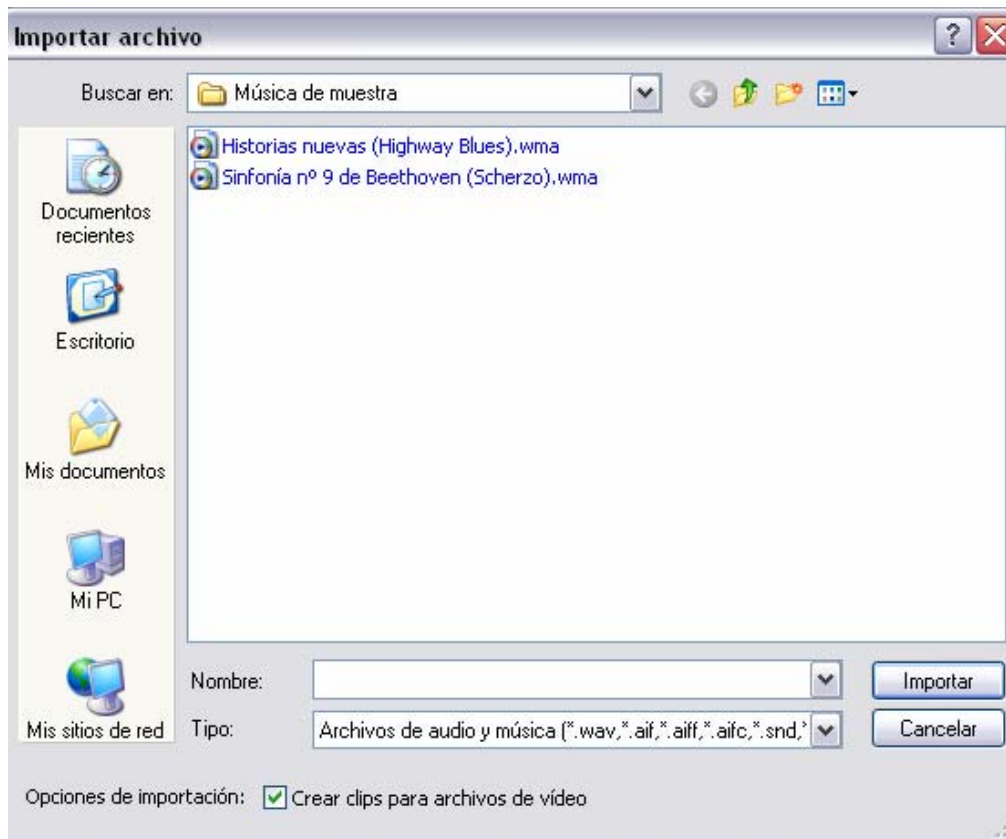 Importar archivo
Buscar en:
Música de muestra
Historias nuevas (Highway Blues).wma
Sinfonía nº 9 de Beethoven (Scherzo).wma
Documentos
recientes
Escritorio
Mis documentos
Mi PC
Mis sitios de red
Nombre:
Importar
Tipo:
Archivos de audio y música (*.wav,*.aif,*.aiff,*.aifc,*.snd,*
Cancelar
Opciones de importación:
Crear clips para archivos de vídeo